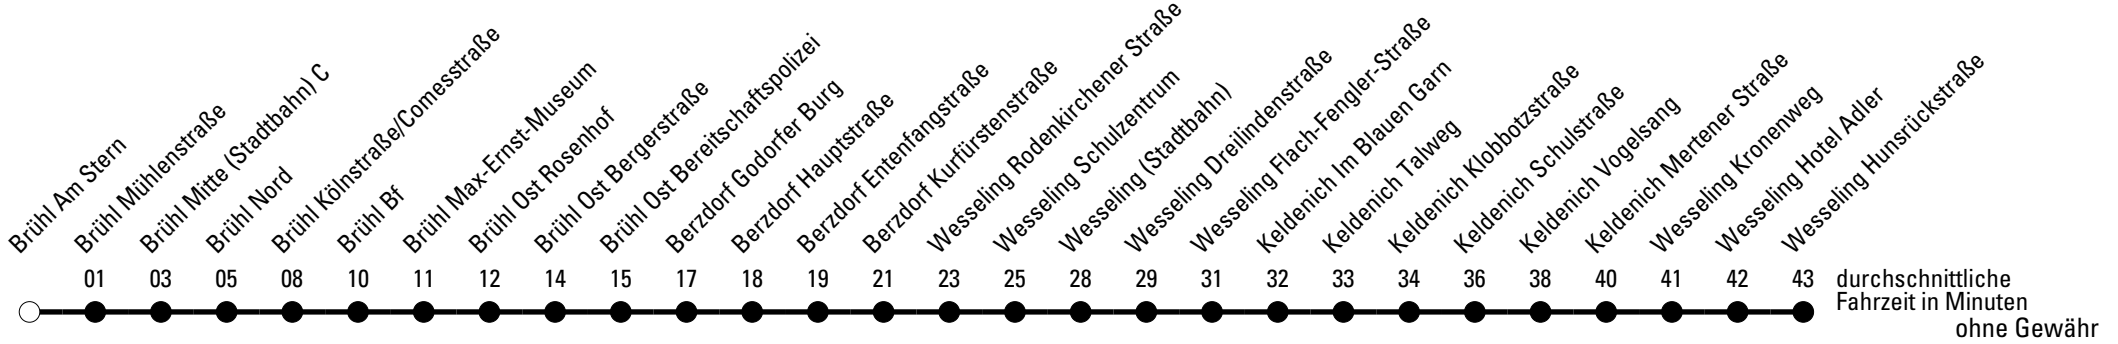 Brühl Am Stern
Brühl Mühlenstraße
Brühl Mitte (Stadtbahn) C
Brühl Nord
Brühl Kölnstraße/Comesstraße
Brühl Bf
Brühl Max-Ernst-Museum
Brühl Ost Rosenhof
Brühl Ost Bergerstraße
Brühl Ost Bereitschaftspolizei
Berzdorf Godorfer Burg
Berzdorf Hauptstraße
Berzdorf Entenfangstraße
Berzdorf Kurfürstenstraße
Wesseling Rodenkirchener Straße
Wesseling Schulzentrum
Wesseling (Stadtbahn)
Wesseling Dreilindenstraße
Wesseling Flach-Fengler-Straße
Keldenich Im Blauen Garn
Keldenich Talweg
Keldenich Klobbotzstraße
Keldenich Schulstraße
Keldenich Vogelsang
Keldenich Mertener Straße
Wesseling Kronenweg
Wesseling Hotel Adler
Wesseling Hunsrückstraße
01 03 05 08 10 11 12 14 15 17 18 19 21 23 25 28 29 31 32 33 34 36 38 40 41 42 43
durchschnittliche
Fahrzeit in Minuten
ohne Gewähr